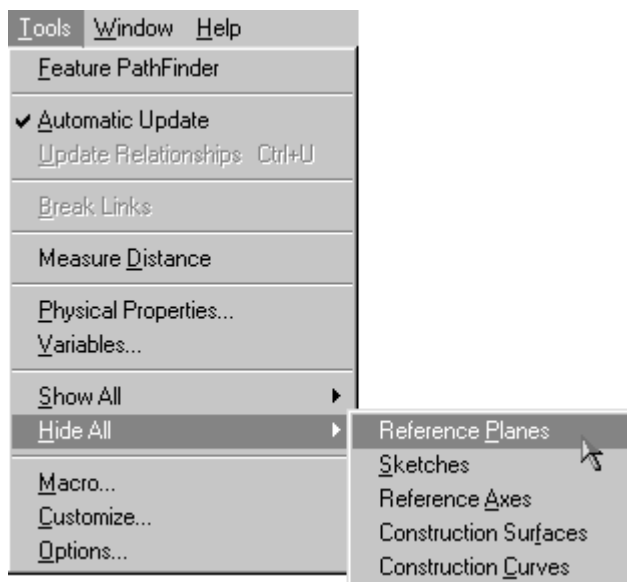 Tools Window Help
Feature PathFinder
Automatic Update
Update Relationships Ctrl+U
Break Links
Measure Distance
Physical Properties...
Variables...
Show All
Hide All
Reference Planes
Sketches
Reference Axes
Construction Surfaces
Construction Curves
Macro...
Customize...
Options...